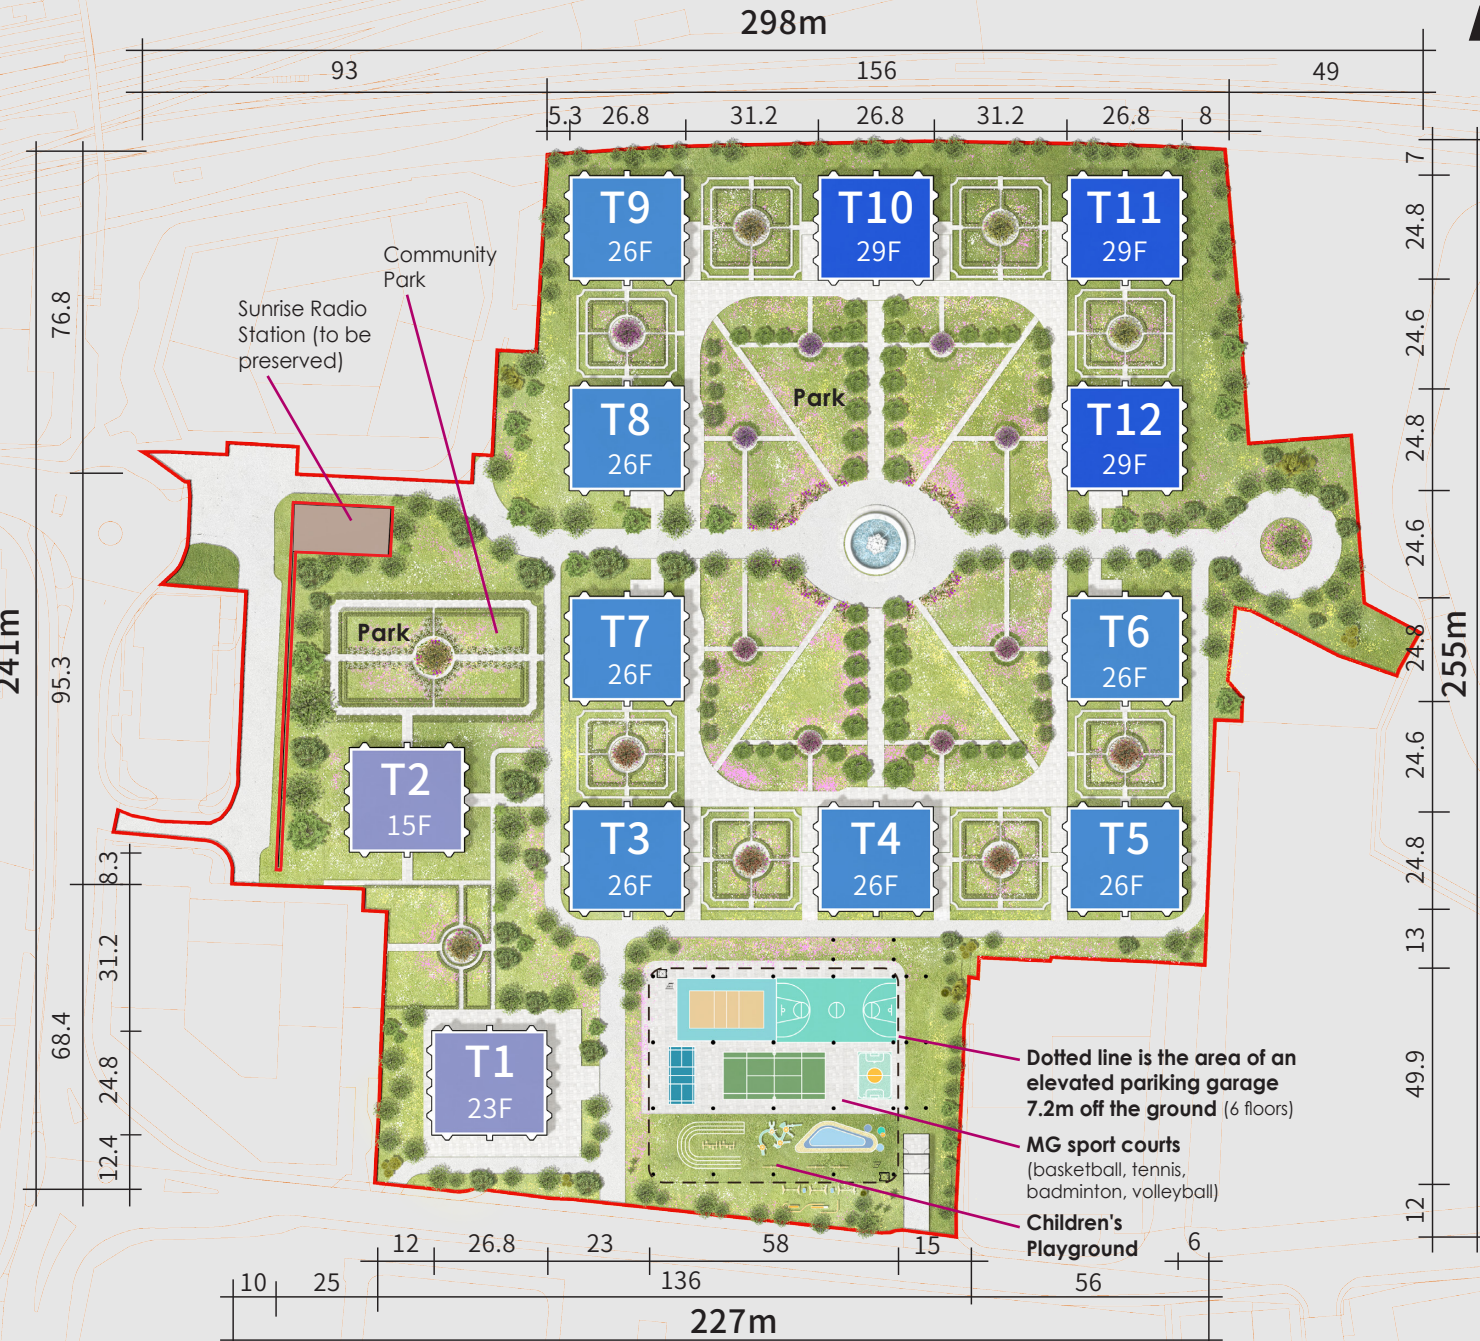 298m
93
156
49
5.3
26.8
31.2
26.8
31.2
26.8
8
7
24.8
24.6
24.8
24.6
24.8
24.6
24.8
13
49.9
12
255m
241m
76.8
95.3
68.4
8.3
31.2
24.8
12.4
Community
Park
Sunrise Radio
Station (to be
preserved)
T9
26F
T10
29F
T11
29F
T8
26F
Park
T12
29F
Park
T7
26F
T6
26F
T2
15F
T3
26F
T4
26F
T5
26F
T1
23F
Dotted line is the area of an
elevated pariking garage
7.2m off the ground (6 floors)
MG sport courts
(basketball, tennis,
badminton, volleyball)
Children's
Playground
12
26.8
23
58
15
6
10
25
136
56
227m